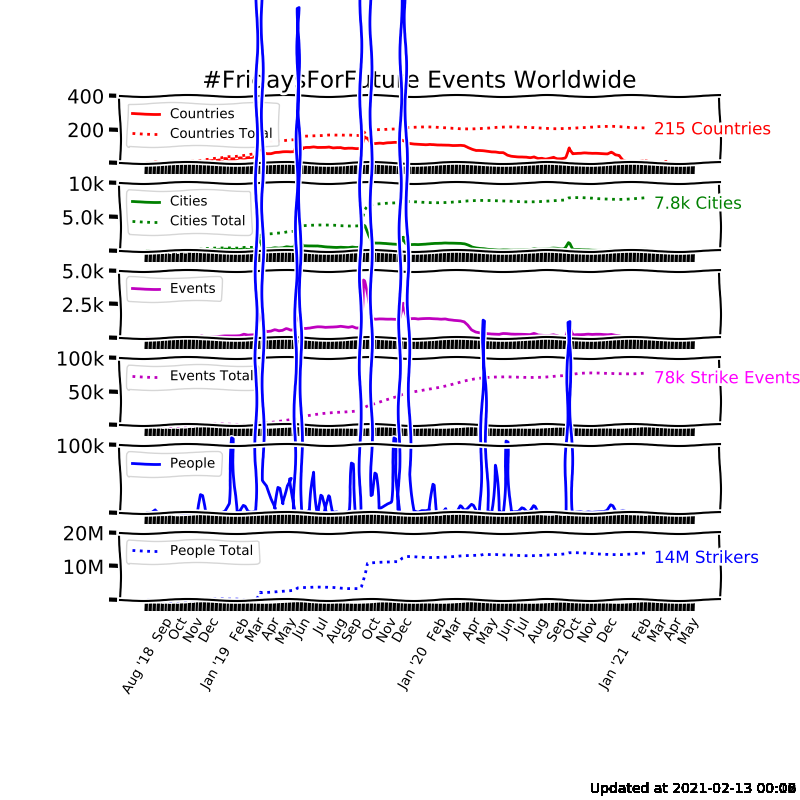 #FridaysForFuture Events Worldwide
400
200
Countries
Countries Total
215 Countries
10k
5.0k
Cities
Cities Total
7.8k Cities
5.0k
2.5k
Events
100k
50k
Events Total
78k Strike Events
100k
People
20M
10M
People Total
14M Strikers
Aug '18 Sep Oct Nov Dec Jan '19 Feb Mar Apr May Jun Jul Aug Sep Oct Nov Dec Jan '20 Feb Mar Apr May Jun Jul Aug Sep Oct Nov Dec Jan '21 Feb Mar Apr May
Updated at 2021-02-13